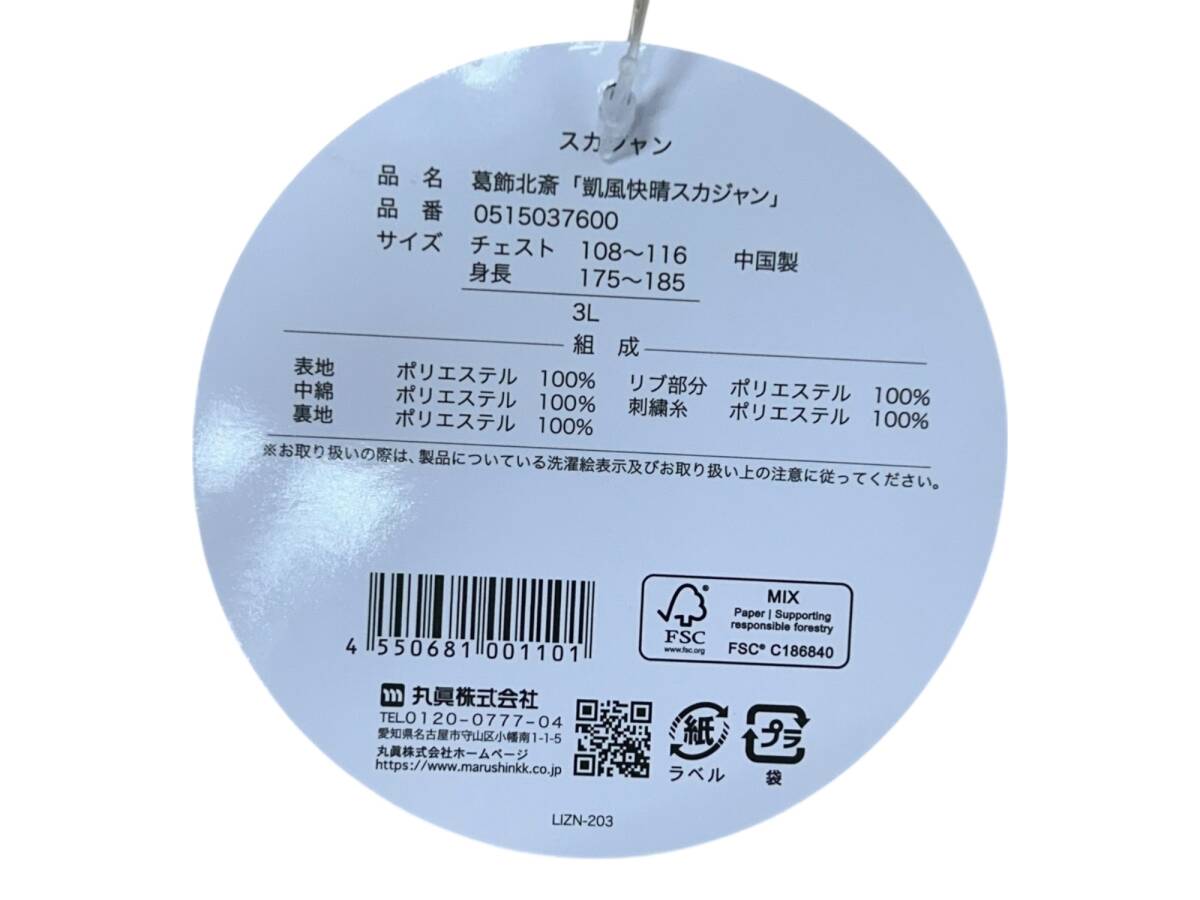 スカジャン
品 名 葛飾北斎「凱風快晴スカジャン」
品 番 0515037600
サイズ チェスト 108～116 中国製
身長 175～185
3L
組 成
表地 ポリエステル 100% リブ部分 ポリエステル 100%
中綿 ポリエステル 100% 刺繍糸 ポリエステル 100%
裏地 ポリエステル 100%
※お取り扱いの際は、製品についている洗濯絵表示及びお取り扱い上の注意に従ってください。
4 550681 001101
FSC®
www.fsc.org
MIX
Paper | Supporting
responsible forestry
FSC® C186840
m 丸眞株式会社
TEL0120-0777-04
愛知県名古屋市守山区小幡南1-1-5
丸眞株式会社ホームページ
https://www.marushinkk.co.jp
紙
ラベル
プラ
袋
LIZN-203